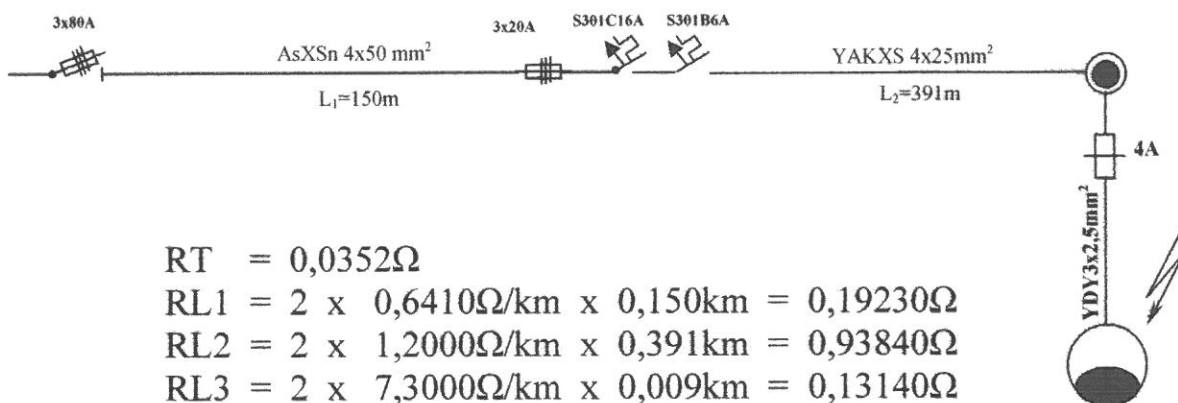 3x80A
AsXSn 4x50 mm²
L₁=150m
3x20A
S301C16A
S301B6A
YAKXS 4x25mm²
L₂=391m
4A
YDY3x2,5mm²
RT = 0,0352Ω
RL1 = 2 x 0,6410Ω/km x 0,150km = 0,19230Ω
RL2 = 2 x 1,2000Ω/km x 0,391km = 0,93840Ω
RL3 = 2 x 7,3000Ω/km x 0,009km = 0,13140Ω